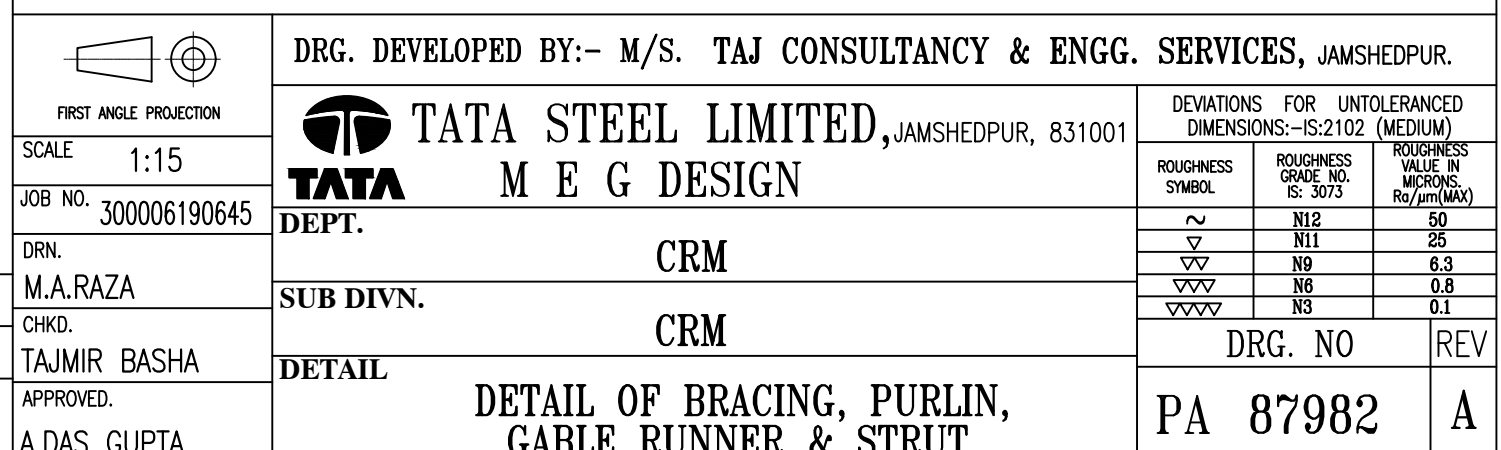 DRG. DEVELOPED BY:- M/S. TAJ CONSULTANCY & ENGG. SERVICES, JAMSHEDPUR.
FIRST ANGLE PROJECTION
SCALE 1:15
JOB NO. 300006190645
DRN.
M.A.RAZA
CHKD.
TAJMIR BASHA
APPROVED.
A.DAS GUPTA
TATA
TATA STEEL LIMITED, JAMSHEDPUR, 831001
M E G DESIGN
DEPT.
CRM
SUB DIVN.
CRM
DETAIL
DETAIL OF BRACING, PURLIN,
GABLE RUNNER & STRUT
DEVIATIONS FOR UNTOLERANCED
DIMENSIONS:-IS:2102 (MEDIUM)
ROUGHNESS
SYMBOL
ROUGHNESS
GRADE NO.
IS: 3073
ROUGHNESS
VALUE IN
MICRONS.
Ra/μm(MAX)
~ N12 50
▽ N11 25
▽▽ N9 6.3
▽▽▽ N6 0.8
▽▽▽▽ N3 0.1
DRG. NO REV
PA 87982 A